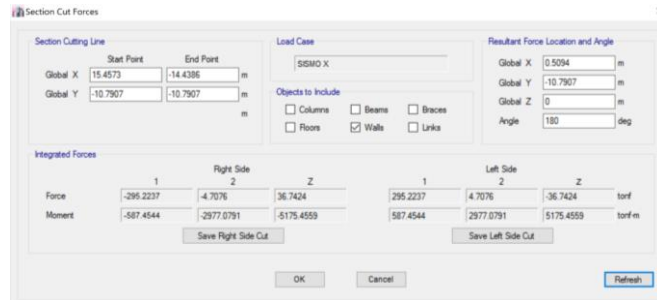 Section Cut Forces
Section Cutting Line
Start Point End Point
Global X 15.4573 -14.4386 m
Global Y -10.7907 -10.7907 m
m
Load Case
SISMO X
Objects to Include
Columns Beams Braces
Floors Walls Links
Resultant Force Location and Angle
Global X 0.5094 m
Global Y -10.7907 m
Global Z 0 m
Angle 180 deg
Integrated Forces
Right Side Left Side
1 2 Z 1 2 Z
Force -295.2237 -4.7076 36.7424 295.2237 4.7076 -36.7424 tonf
Moment -587.4544 -2977.0791 -5175.4559 587.4544 2977.0791 5175.4559 tonf-m
Save Right Side Cut Save Left Side Cut
OK Cancel Refresh